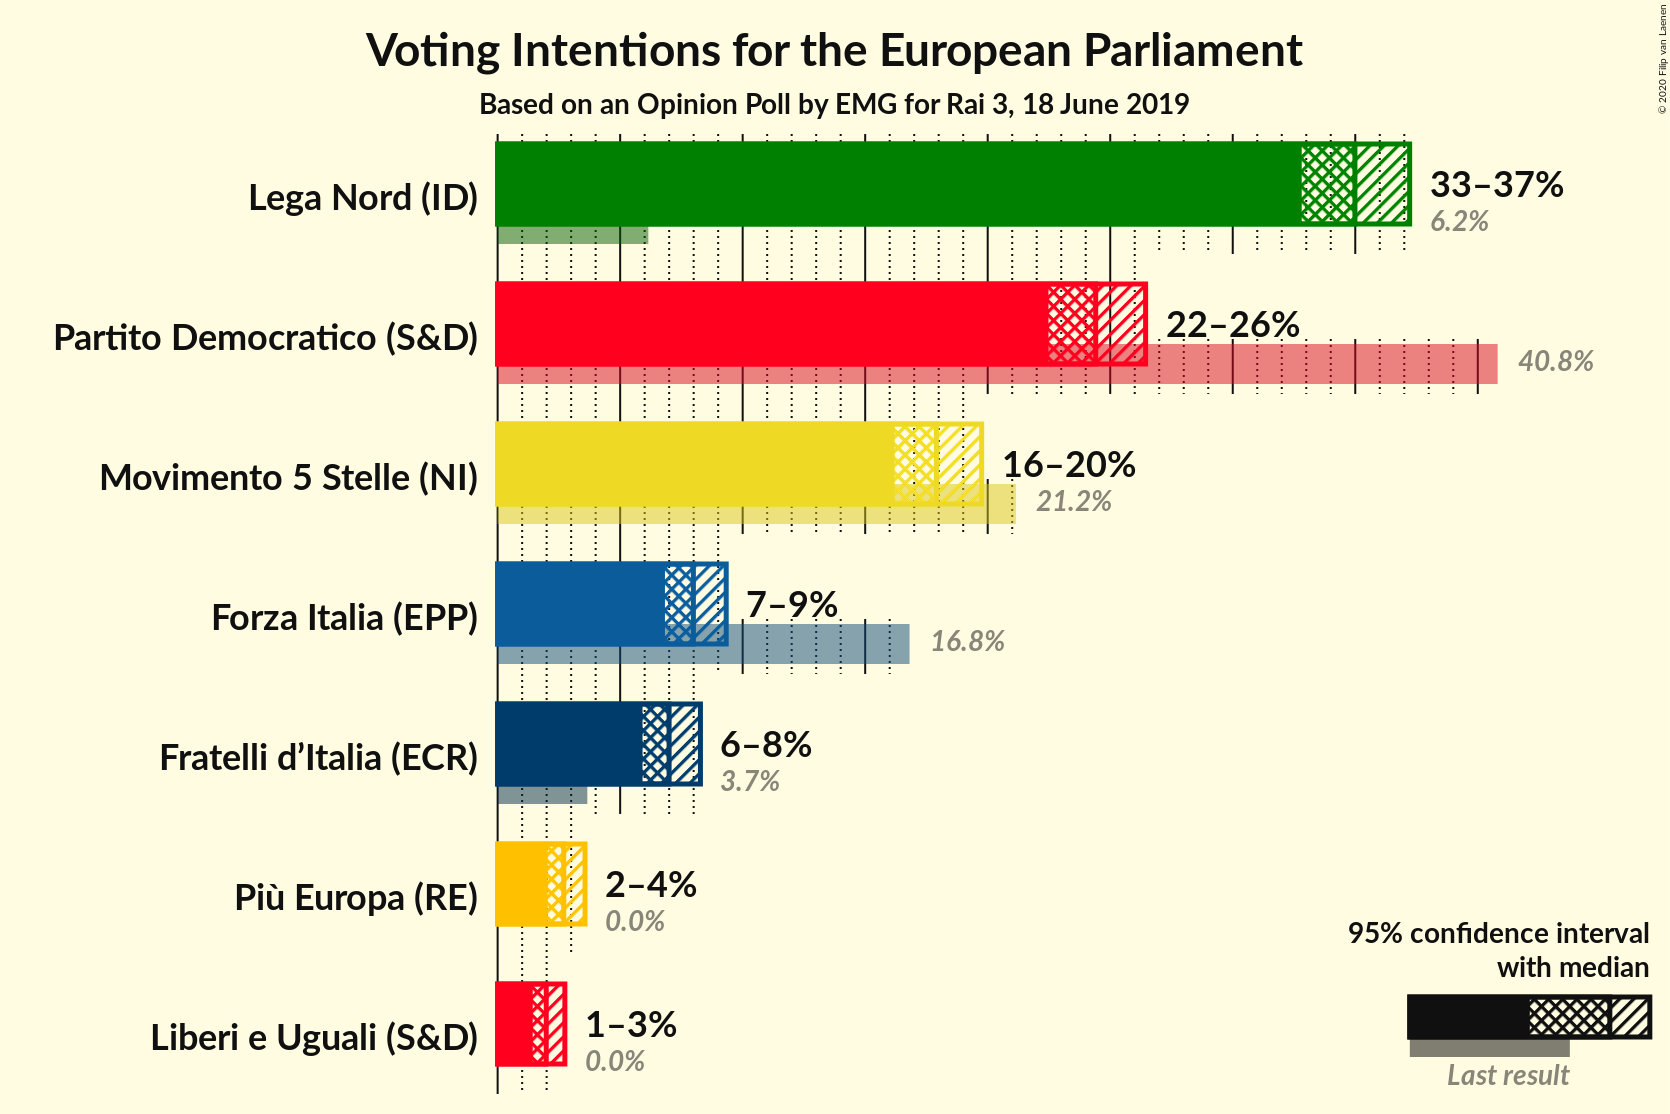 Voting Intentions for the European Parliament
Based on an Opinion Poll by EMG for Rai 3, 18 June 2019
© 2020 Filip van Laenen
Lega Nord (ID)
33–37%
6.2%
Partito Democratico (S&D)
22–26%
40.8%
Movimento 5 Stelle (NI)
16–20%
21.2%
Forza Italia (EPP)
7–9%
16.8%
Fratelli d’Italia (ECR)
6–8%
3.7%
Più Europa (RE)
2–4%
0.0%
Liberi e Uguali (S&D)
1–3%
0.0%
95% confidence interval
with median
Last result